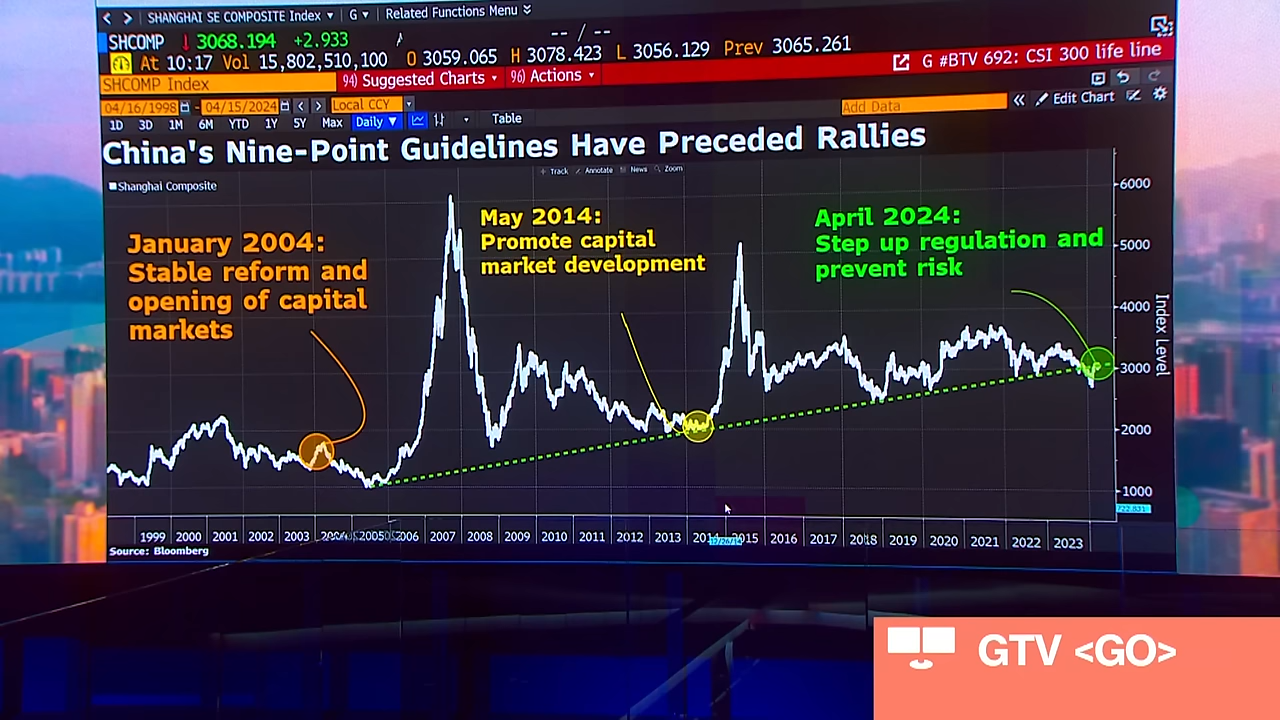 SHANGHAI SE COMPOSITE Index ▾ G ▾ Related Functions Menu
SHCOMP ↓ 3068.194 +2.933 -- / --
At 10:17 Vol 15,802,510,100 O 3059.065 H 3078.423 L 3056.129 Prev 3065.261
G #BTV 692: CSI 300 life line
SHCOMP Index 94) Suggested Charts ▾ 96) Actions ▾
04/16/1998 - 04/15/2024 Local CCY Add Data « Edit Chart
1D 3D 1M 6M YTD 1Y 5Y Max Daily ▼ Table
China's Nine-Point Guidelines Have Preceded Rallies
Track Annotate News Zoom
Shanghai Composite
January 2004:
Stable reform and
opening of capital
markets
May 2014:
Promote capital
market development
April 2024:
Step up regulation and
prevent risk
6000
5000
4000
3000
2000
1000
Index Level
1999 2000 2001 2002 2003 2004 2005 2006 2007 2008 2009 2010 2011 2012 2013 2014 2015 2016 2017 2018 2019 2020 2021 2022 2023
12/26/14
Source: Bloomberg
GTV <GO>